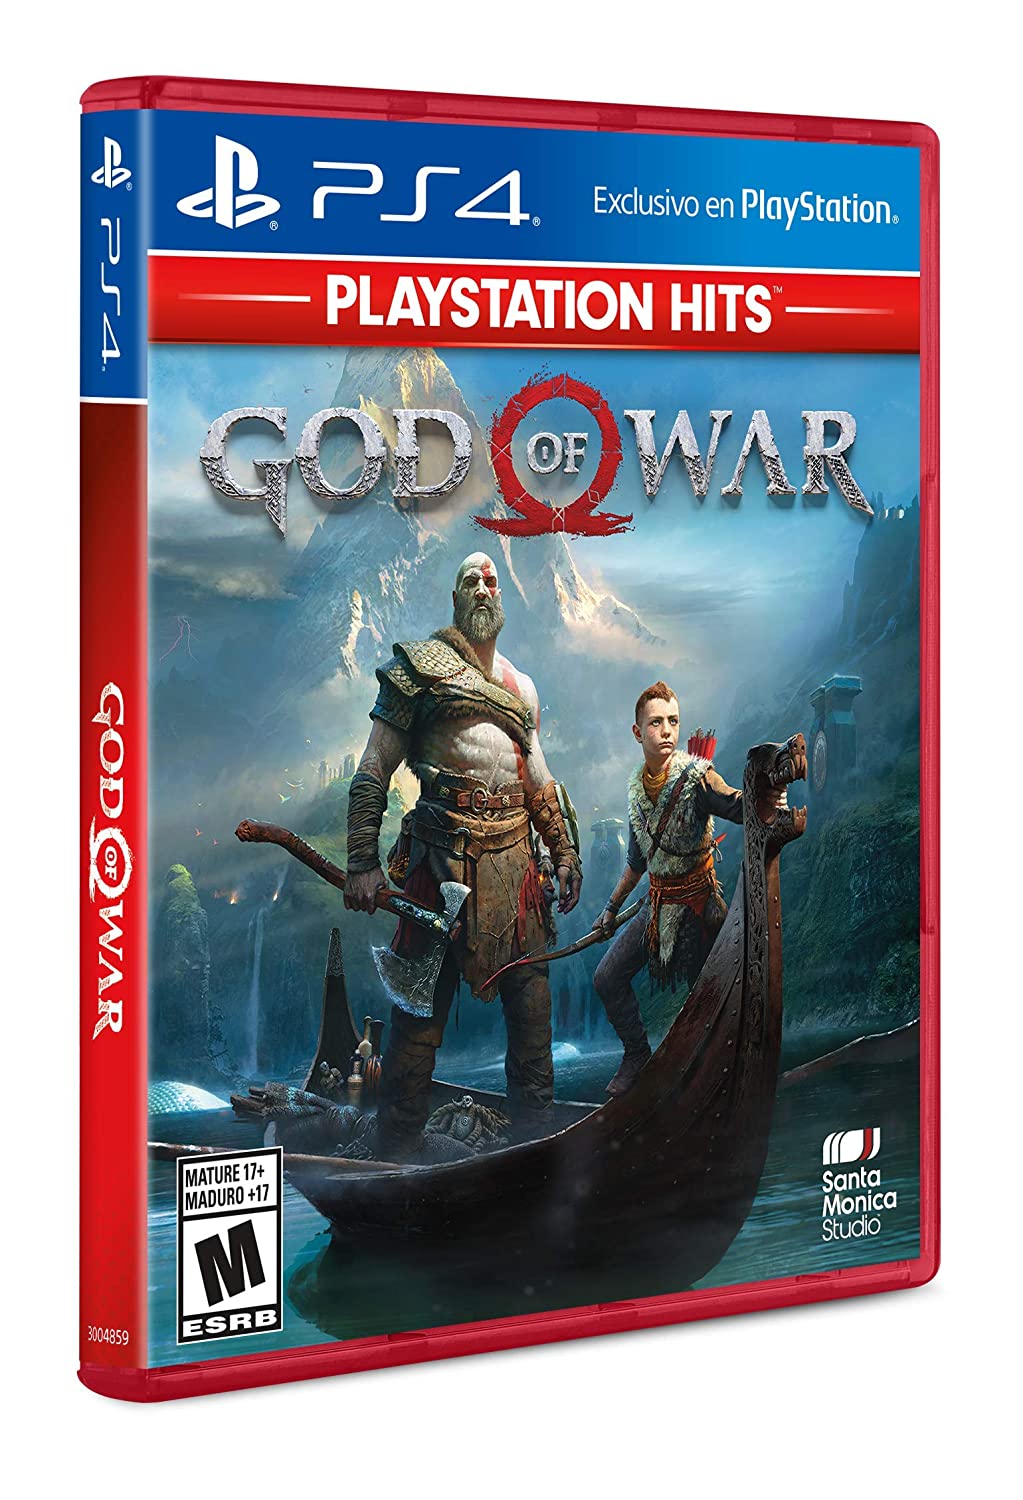 PS4®
Exclusivo en PlayStation®
PLAYSTATION HITS™
GOD OF WAR
MATURE 17+
MADURO +17
M
ESRB
Santa
Monica
Studio
PS4®
GOD OF WAR
3004859